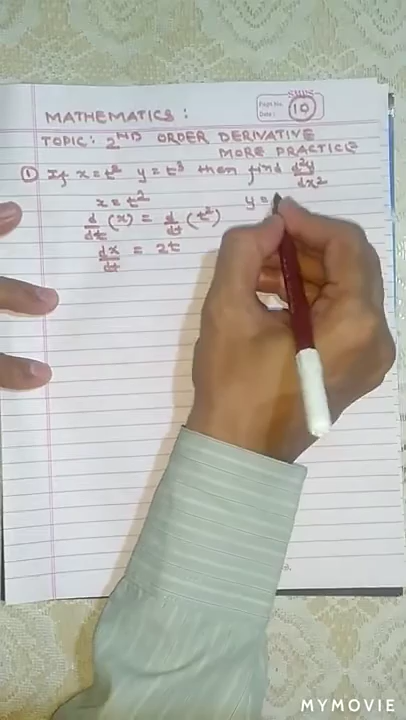 SHIPS
Page No. 10
Date :
MATHEMATICS :
TOPIC : 2ND ORDER DERIVATIVE
MORE PRACTICE
① If x = t² y = t³ then find d²y/dx²
x = t²
d/dt (x) = d/dt (t²)
dx/dt = 2t
y =
MYMOVIE